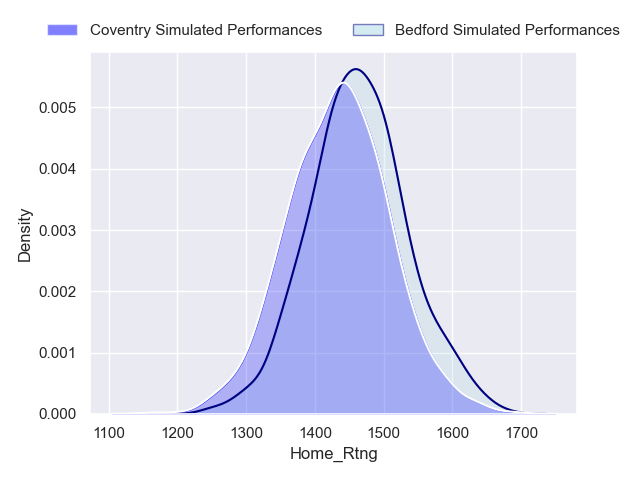 Coventry Simulated Performances
Bedford Simulated Performances
0.005
0.004
0.003
0.002
0.001
0.000
Density
1100 1200 1300 1400 1500 1600 1700
Home_Rtng